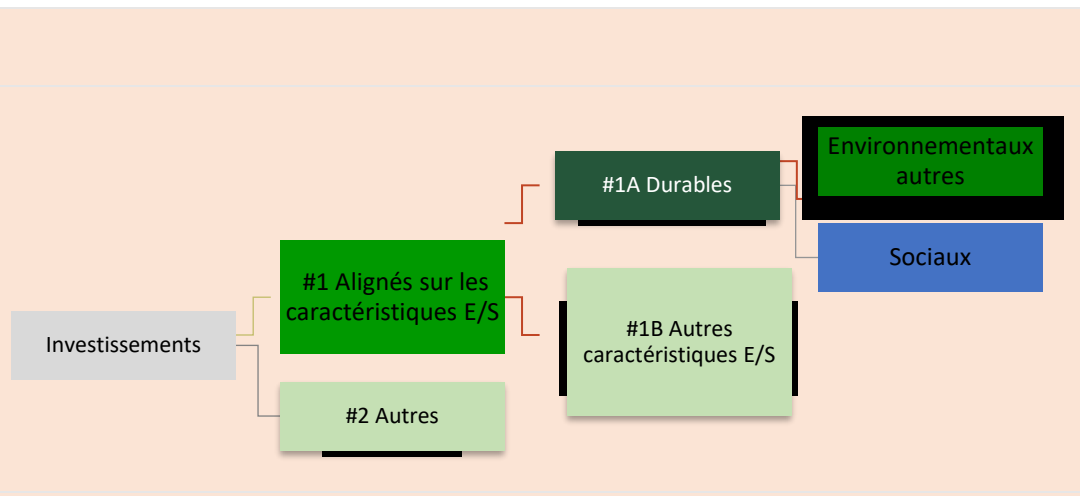 Investissements
#1 Alignés sur les
caractéristiques E/S
#2 Autres
#1A Durables
#1B Autres
caractéristiques E/S
Environnementaux
autres
Sociaux